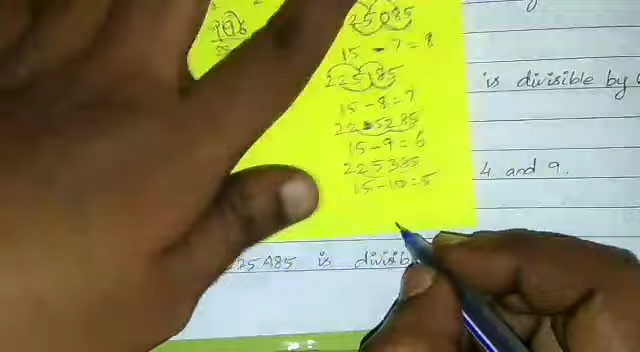 225085
15 - 7 = 8
225185
15 - 8 = 7
225285
15 - 9 = 6
225385
15 - 10 = 5
is divisible by
4 and 9.
225A85 is divisib